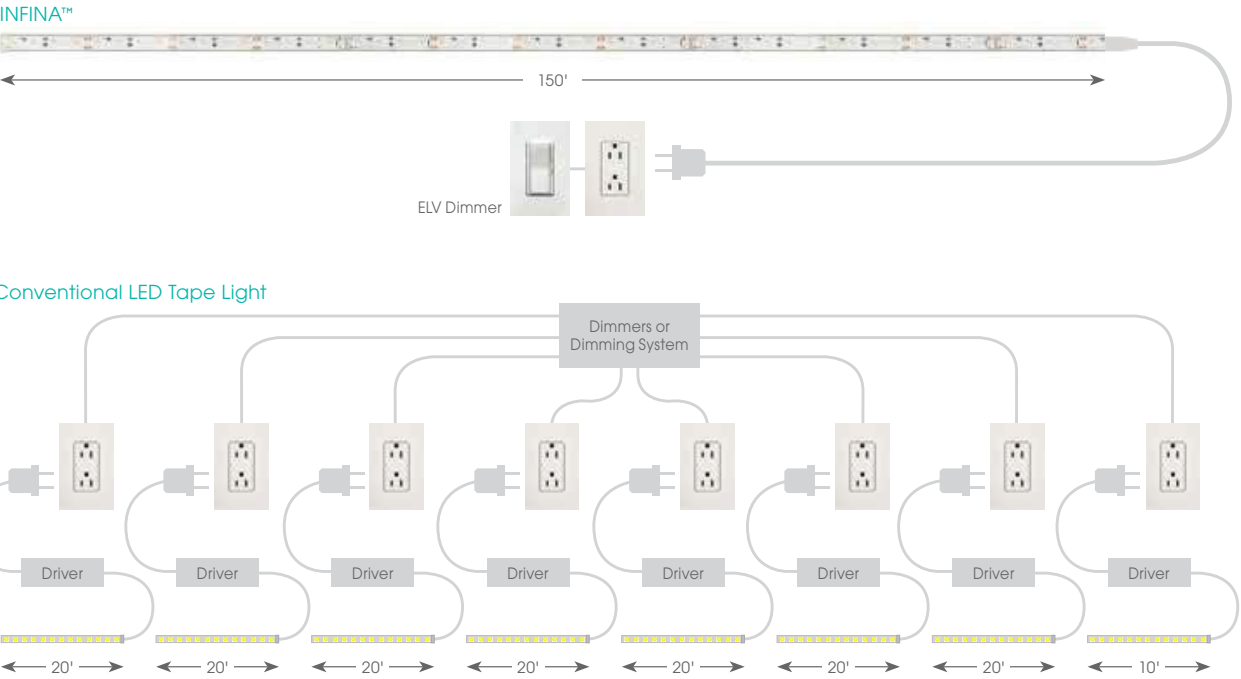 INFINA™
150'
ELV Dimmer
Conventional LED Tape Light
Dimmers or
Dimming System
Driver Driver Driver Driver Driver Driver Driver Driver
20' 20' 20' 20' 20' 20' 20' 10'